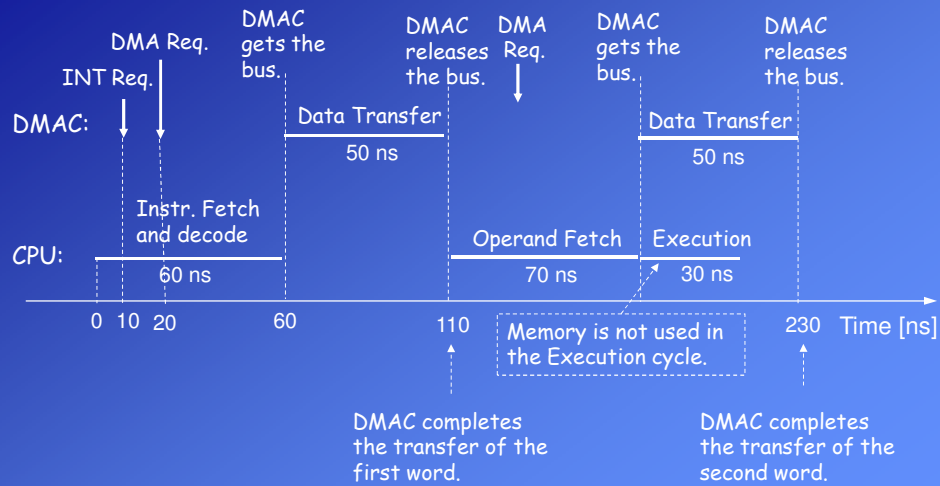 DMAC
gets the
bus.
DMA Req.
INT Req.
DMAC
releases
the bus.
DMA
Req.
DMAC
gets the
bus.
DMAC
releases
the bus.
DMAC:
Data Transfer
50 ns
Data Transfer
50 ns
CPU:
Instr. Fetch
and decode
60 ns
Operand Fetch
70 ns
Execution
30 ns
0 10 20 60 110 230 Time [ns]
Memory is not used in
the Execution cycle.
DMAC completes
the transfer of the
first word.
DMAC completes
the transfer of the
second word.